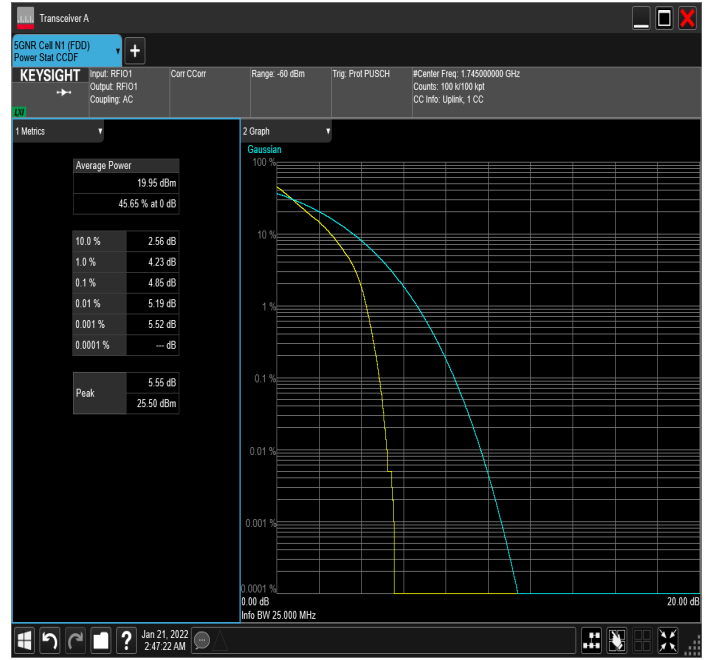 Transceiver A
5GNR Cell N1 (FDD)
Power Stat CCDF
KEYSIGHT
Input: RFIO1
Output: RFIO1
Coupling: AC
Corr CCorr
Range: -60 dBm
Trig: Prot PUSCH
#Center Freq: 1.745000000 GHz
Counts: 100 k/100 kpt
CC Info: Uplink, 1 CC
1 Metrics
Average Power
19.95 dBm
45.65 % at 0 dB
10.0 % 2.56 dB
1.0 % 4.23 dB
0.1 % 4.85 dB
0.01 % 5.19 dB
0.001 % 5.52 dB
0.0001 % --- dB
Peak
5.55 dB
25.50 dBm
2 Graph
Gaussian
100 %
10 %
1 %
0.1 %
0.01 %
0.001 %
0.0001 %
0.00 dB
20.00 dB
Info BW 25.000 MHz
?
Jan 21, 2022
2:47:22 AM